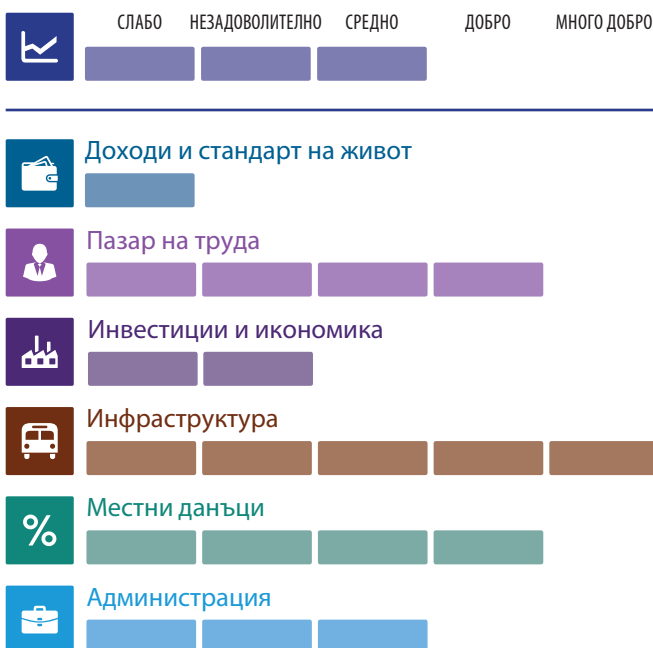 СЛАБО НЕЗАДОВОЛИТЕЛНО СРЕДНО ДОБРО МНОГО ДОБРО
Доходи и стандарт на живот
Пазар на труда
Инвестиции и икономика
Инфраструктура
Местни данъци
%
Администрация